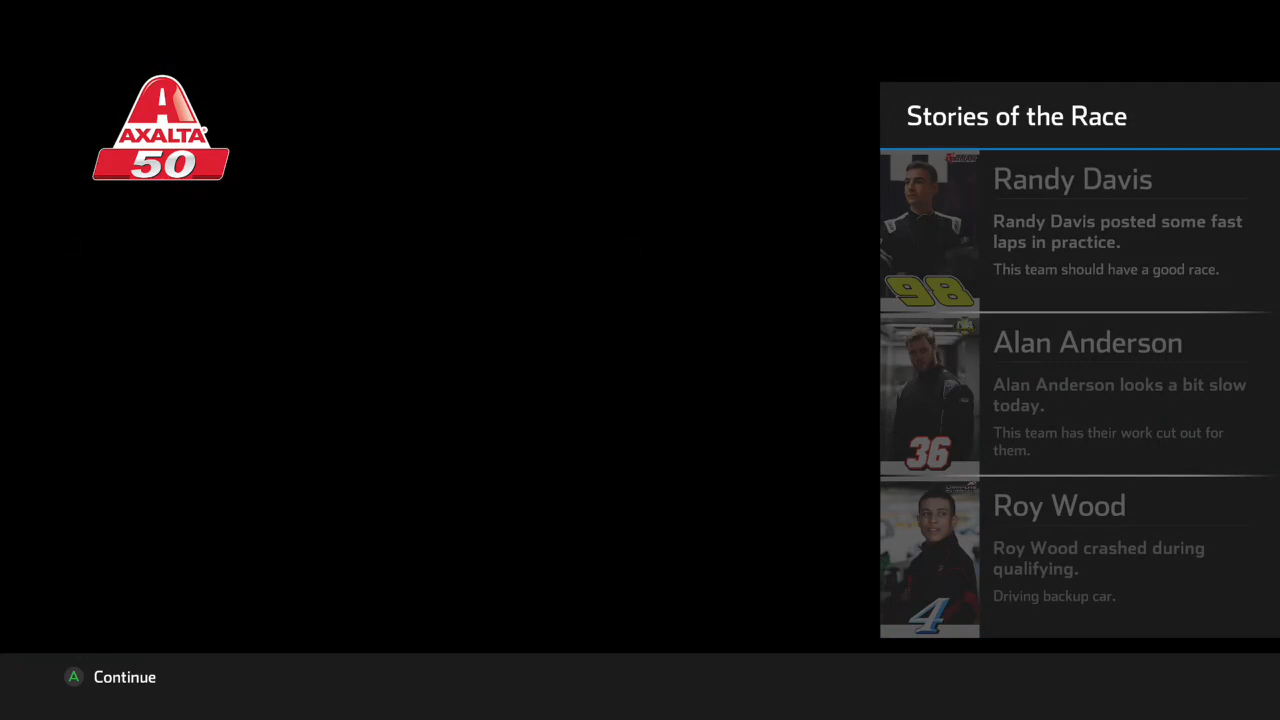 AXALTA
50
Stories of the Race
Randy Davis
Randy Davis posted some fast
laps in practice.
This team should have a good race.
98
Alan Anderson
Alan Anderson looks a bit slow
today.
This team has their work cut out for
them.
36
Roy Wood
Roy Wood crashed during
qualifying.
Driving backup car.
4
A Continue